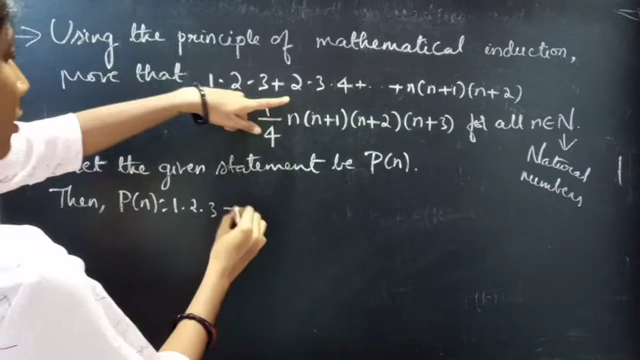 → Using the principle of mathematical induction,
prove that 1·2·3+2·3·4+...+n(n+1)(n+2)
1/4 n(n+1)(n+2)(n+3) for all n∈N.
Natural numbers
let the given statement be P(n).
Then, P(n): 1·2·3